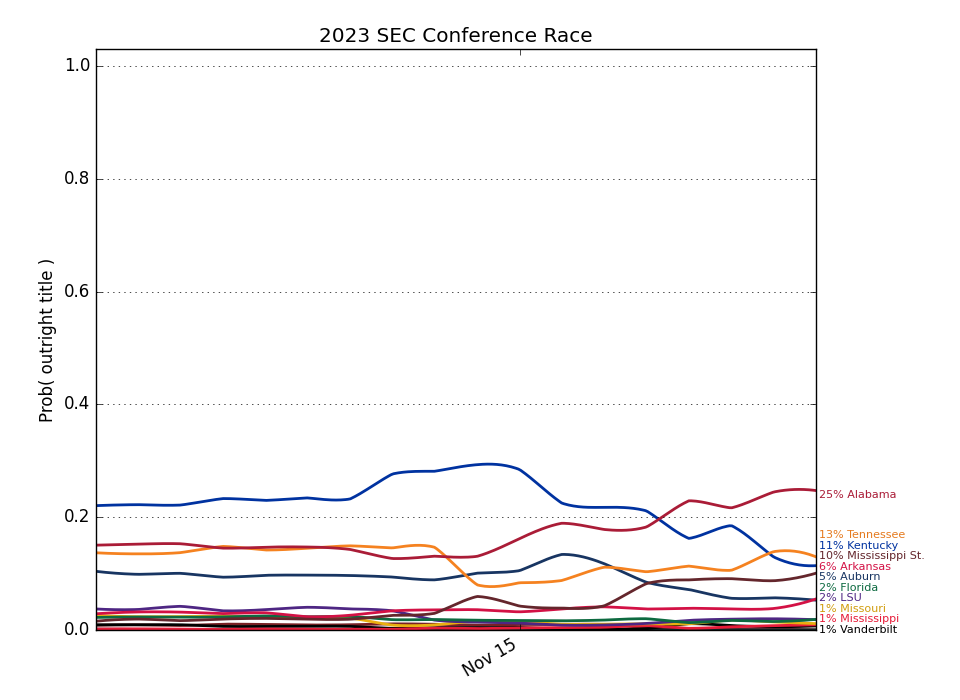 2023 SEC Conference Race
1.0
0.8
0.6
0.4
0.2
0.0
Prob( outright title )
Nov 15
25% Alabama
13% Tennessee
11% Kentucky
10% Mississippi St.
6% Arkansas
5% Auburn
2% Florida
2% LSU
1% Missouri
1% Mississippi
1% Vanderbilt